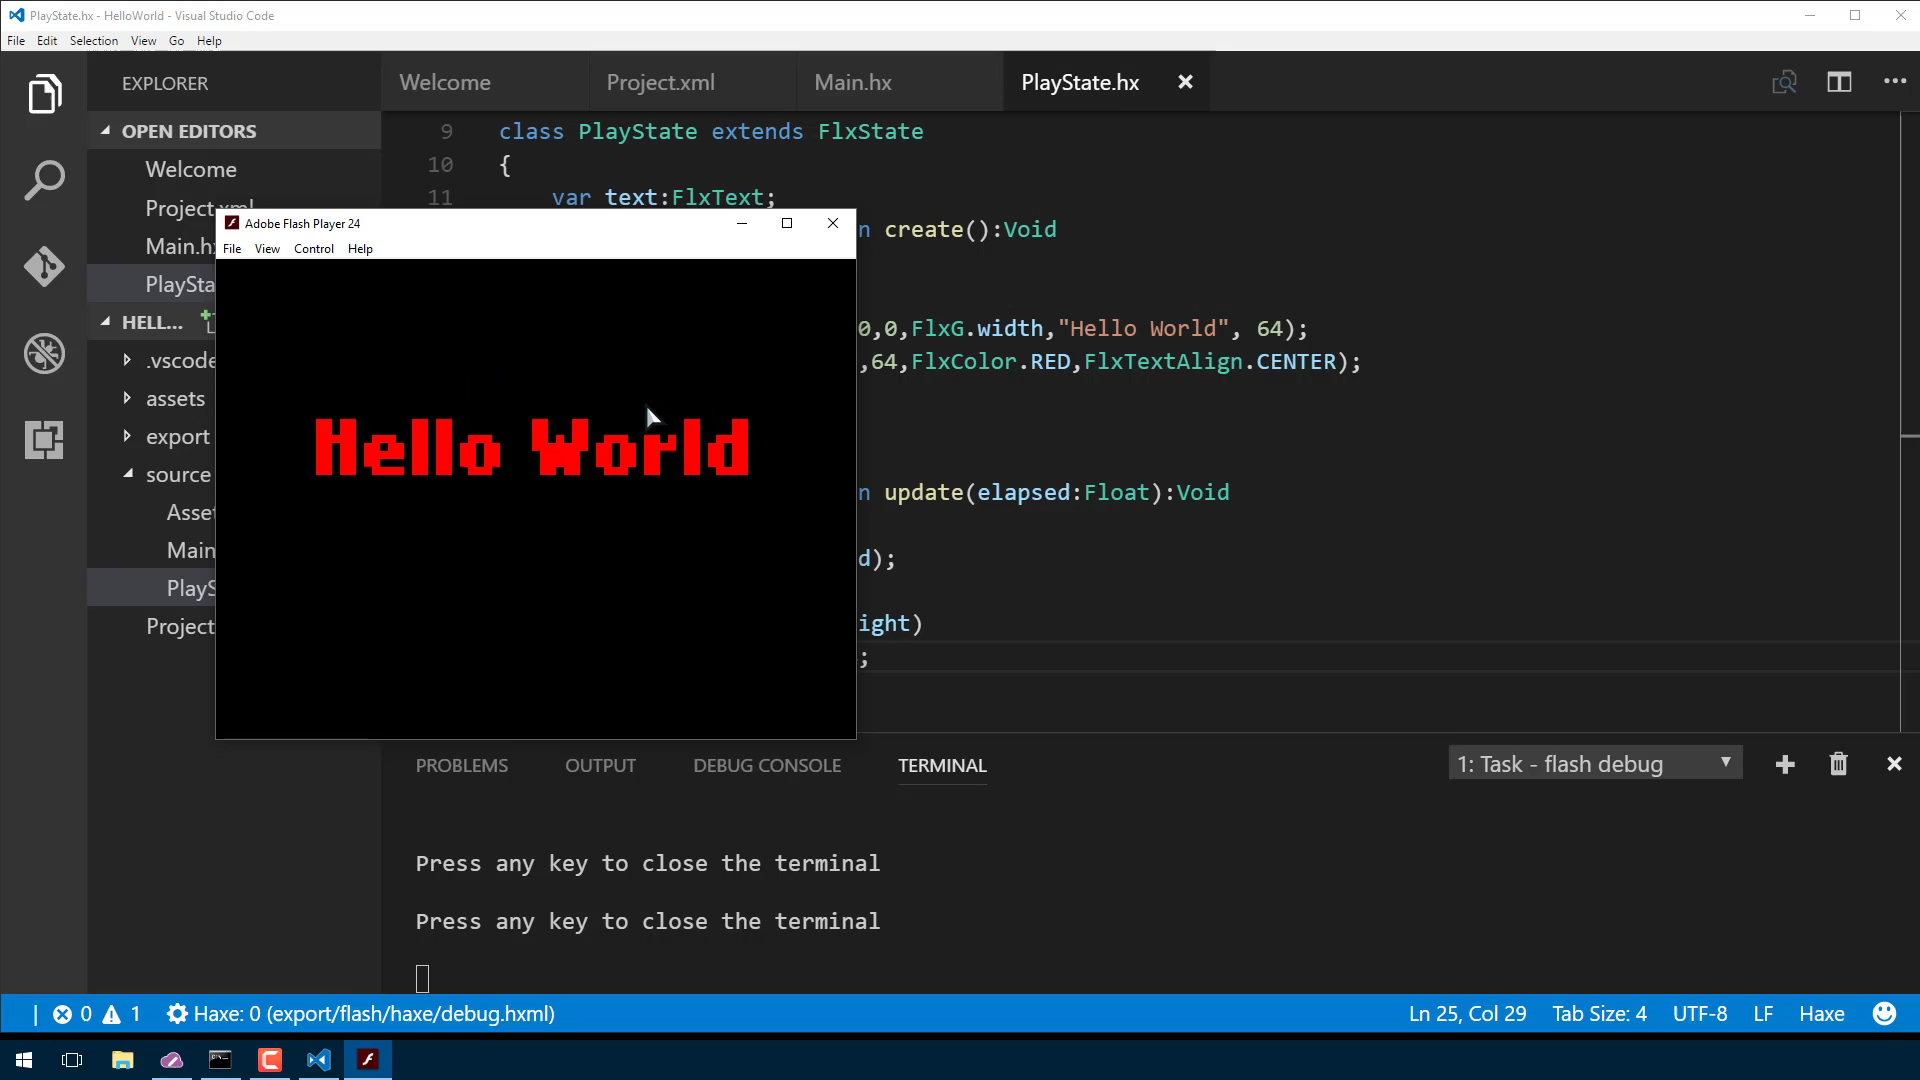 PlayState.hx - HelloWorld - Visual Studio Code
File Edit Selection View Go Help
EXPLORER
OPEN EDITORS
Welcome
Project.xml
Main.hx
PlaySta
HELL...
.vscode
assets
export
source
Asset
Main
PlayS
Project
Welcome Project.xml Main.hx PlayState.hx
9 class PlayState extends FlxState
10 {
11 var text:FlxText;
n create():Void
0,0,FlxG.width,"Hello World", 64);
,64,FlxColor.RED,FlxTextAlign.CENTER);
n update(elapsed:Float):Void
d);
ight)
;
Adobe Flash Player 24
File View Control Help
Hello World
PROBLEMS OUTPUT DEBUG CONSOLE TERMINAL
1: Task - flash debug
Press any key to close the terminal
Press any key to close the terminal
0 1 Haxe: 0 (export/flash/haxe/debug.hxml)
Ln 25, Col 29 Tab Size: 4 UTF-8 LF Haxe